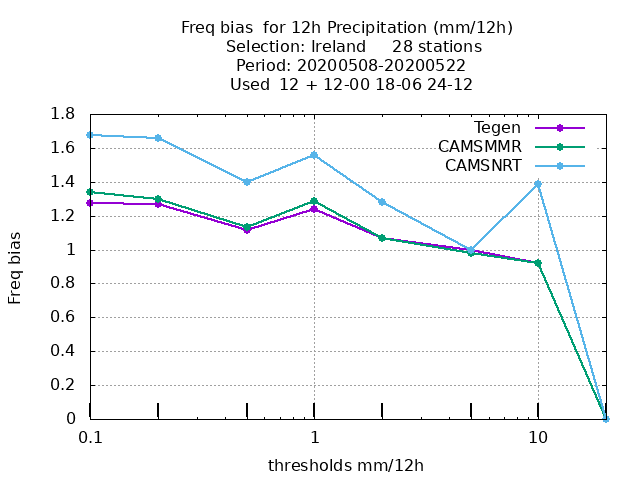 Freq bias  for 12h Precipitation (mm/12h)
Selection: Ireland     28 stations
Period: 20200508-20200522
Used  12 + 12-00 18-06 24-12
Tegen
CAMSMMR
CAMSNRT
1.8
1.6
1.4
1.2
1
0.8
0.6
0.4
0.2
0
Freq bias
0.1 1 10
thresholds mm/12h